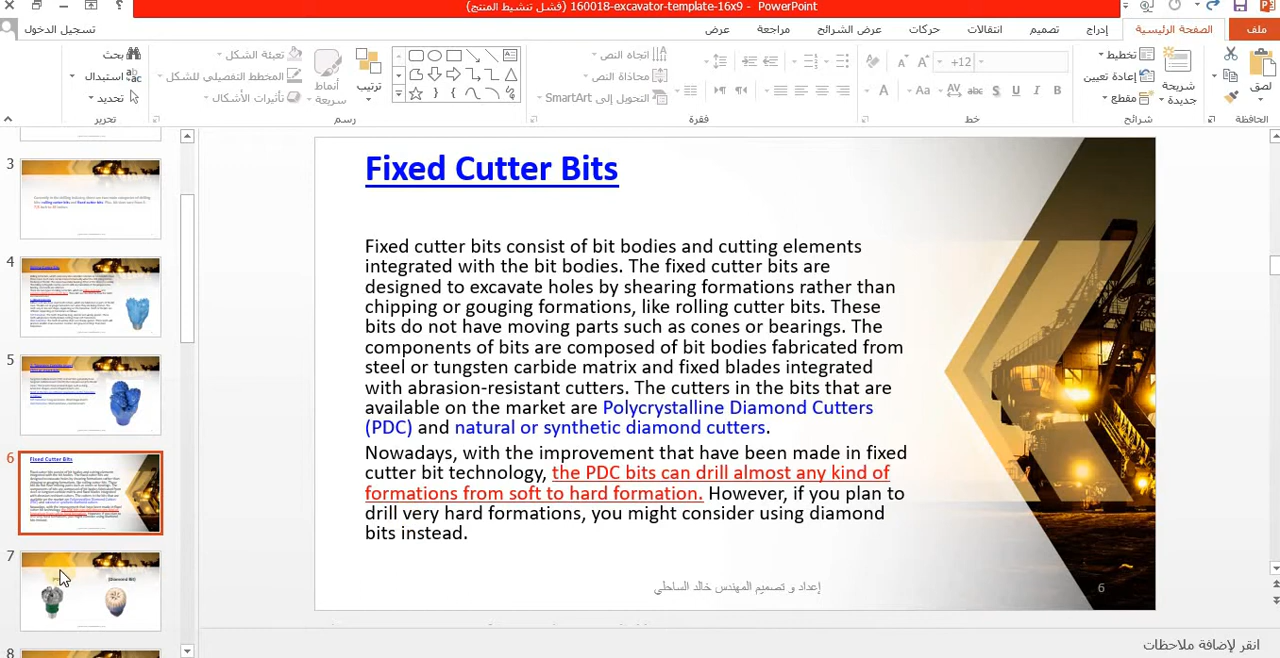 160018-excavator-template-16x9 - PowerPoint (فشل تنشيط المنتج)
ملف
الصفحة الرئيسية
إدراج
تصميم
انتقالات
حركات
عرض الشرائح
مراجعة
عرض
تسجيل الدخول
لصق
الحافظة
شريحة
جديدة
تخطيط
إعادة تعيين
مقطع
شرائح
+12
B I U S abc AV Aa A
خط
اتجاه النص
محاذاة النص
التحويل إلى SmartArt
فقرة
ترتيب
أنماط
سريعة
تعبئة الشكل
المخطط التفصيلي للشكل
تأثيرات الأشكال
رسم
بحث
استبدال
تحديد
تحرير
3
4
5
6
Fixed Cutter Bits
7
(Diamond Bit)
8
Fixed Cutter Bits
Fixed cutter bits consist of bit bodies and cutting elements
integrated with the bit bodies. The fixed cutter bits are
designed to excavate holes by shearing formations rather than
chipping or gouging formations, like rolling cutter bits. These
bits do not have moving parts such as cones or bearings. The
components of bits are composed of bit bodies fabricated from
steel or tungsten carbide matrix and fixed blades integrated
with abrasion resistant cutters. The cutters in the bits that are
available on the market are Polycrystalline Diamond Cutters
(PDC) and natural or synthetic diamond cutters.
Nowadays, with the improvement that have been made in fixed
cutter bit technology, the PDC bits can drill almost any kind of
formations from soft to hard formation. However, if you plan to
drill very hard formations, you might consider using diamond
bits instead.
إعداد و تصميم المهندس خالد الساطي
6
انقر لإضافة ملاحظات